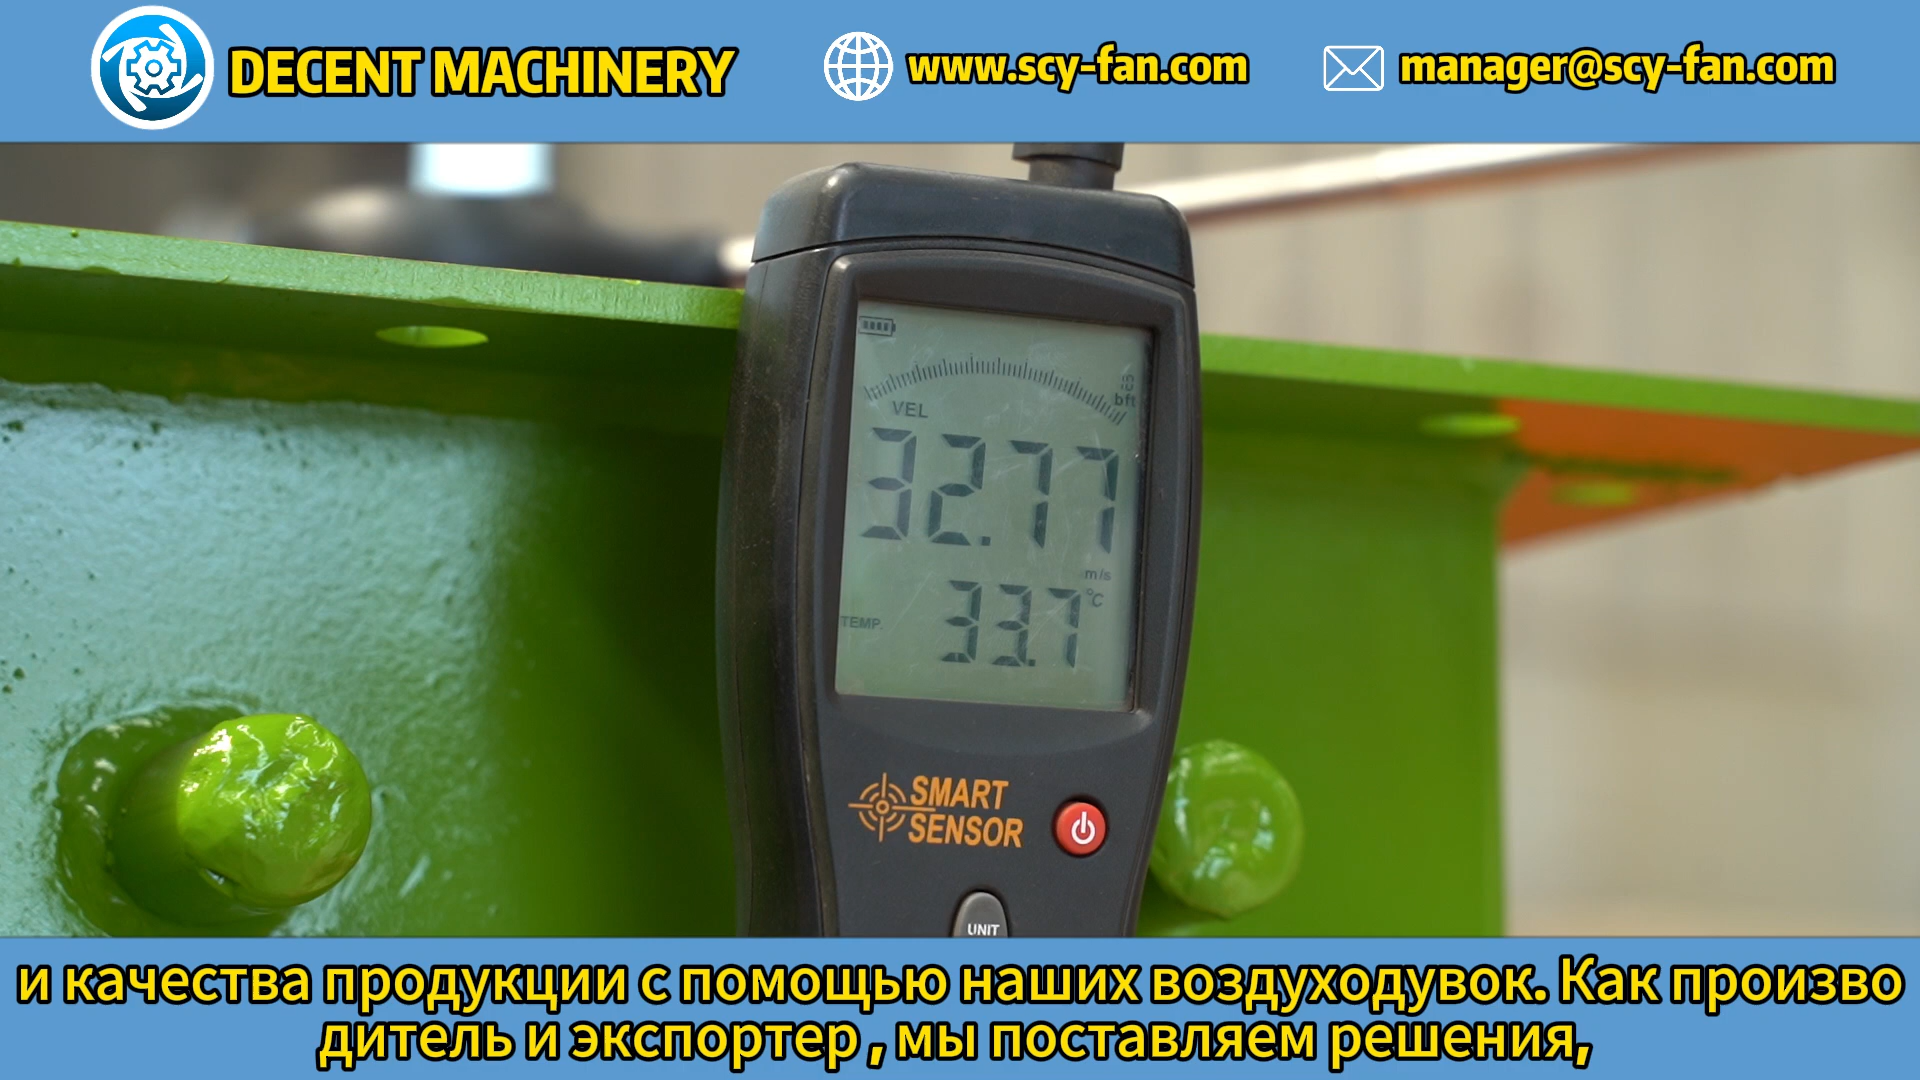 DECENT MACHINERY
www.scy-fan.com
manager@scy-fan.com
bft
VEL
32.77
m/s
TEMP.
33.7
°C
SMART
SENSOR
UNIT
и качества продукции с помощью наших воздуходувок. Как произво
дитель и экспортер , мы поставляем решения,